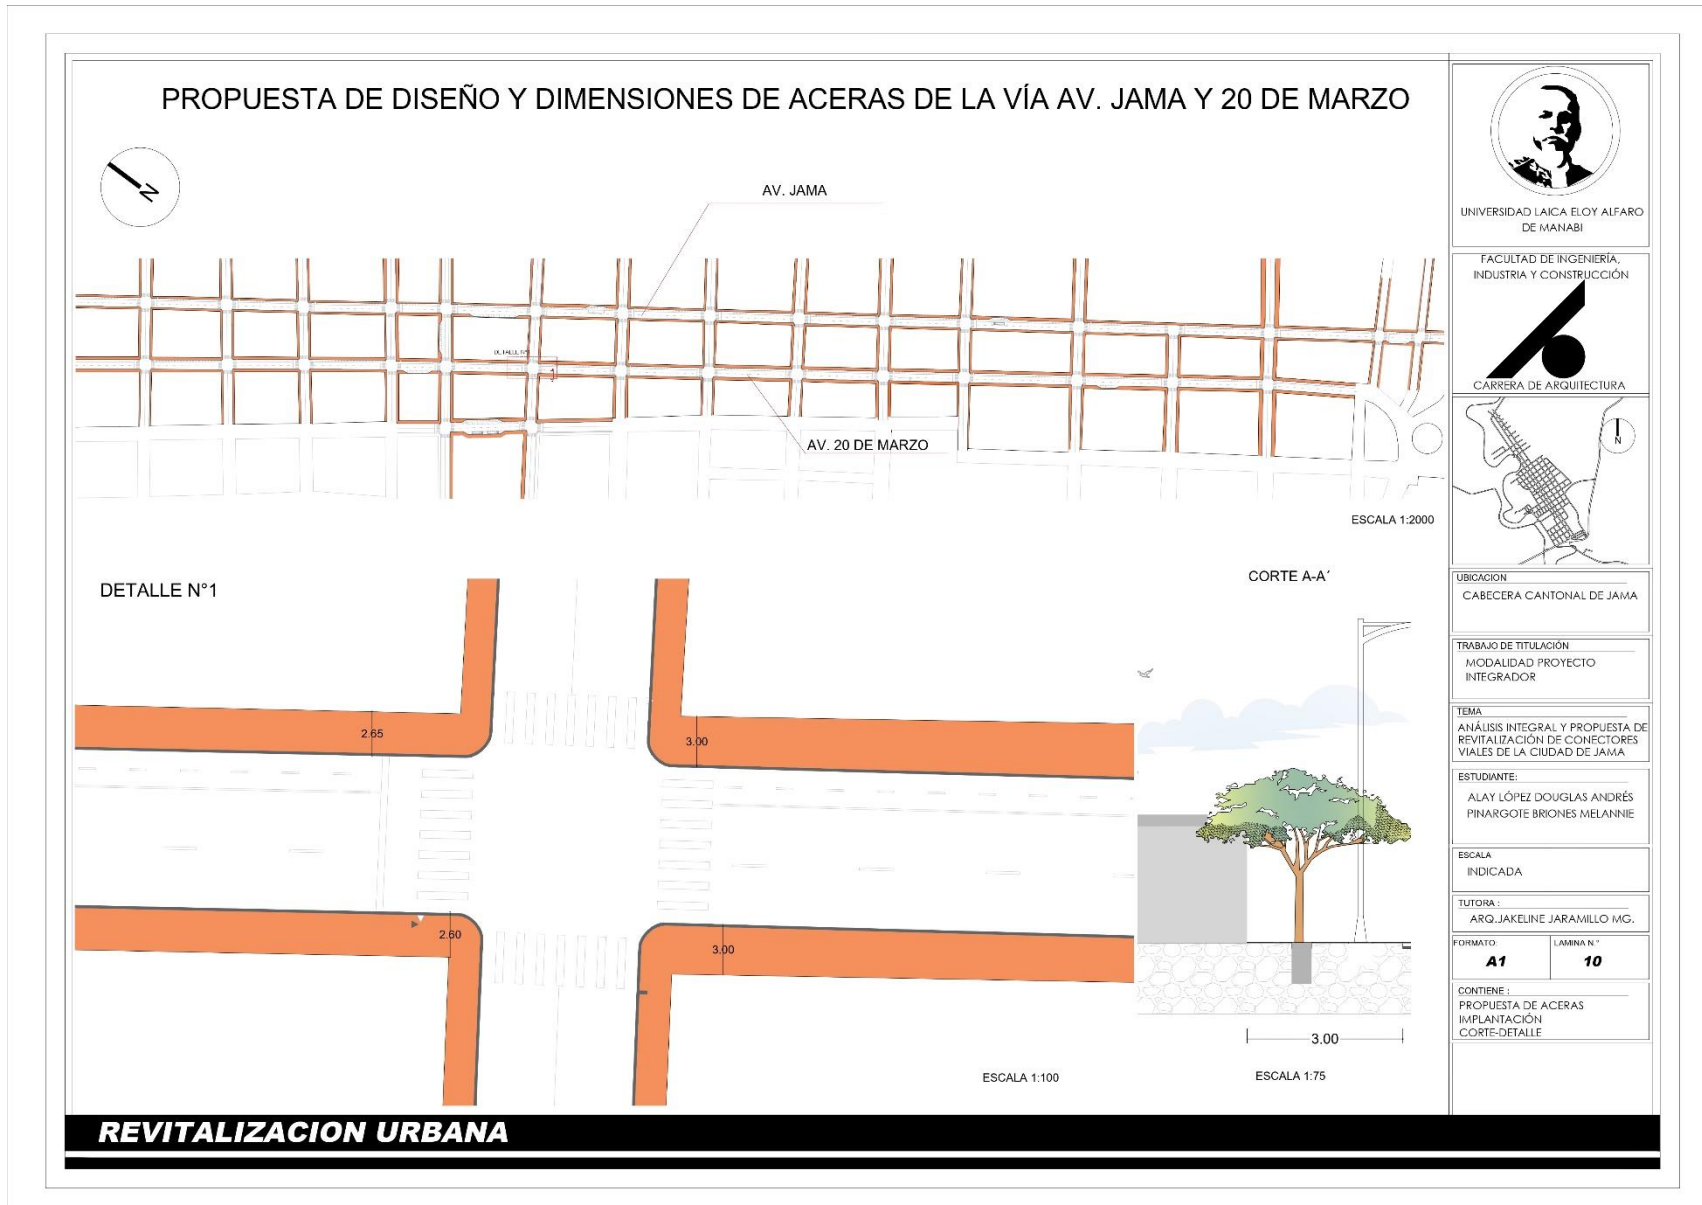 PROPUESTA DE DISEÑO Y DIMENSIONES DE ACERAS DE LA VÍA AV. JAMA Y 20 DE MARZO
N
AV. JAMA
DETALLE N°1
AV. 20 DE MARZO
ESCALA 1:2000
DETALLE N°1
2.65
3.00
2.60
3.00
ESCALA 1:100
CORTE A-A´
3.00
ESCALA 1:75
UNIVERSIDAD LAICA ELOY ALFARO
DE MANABI
FACULTAD DE INGENIERÍA,
INDUSTRIA Y CONSTRUCCIÓN
CARRERA DE ARQUITECTURA
N
UBICACION
CABECERA CANTONAL DE JAMA
TRABAJO DE TITULACIÓN
MODALIDAD PROYECTO
INTEGRADOR
TEMA
ANÁLISIS INTEGRAL Y PROPUESTA DE
REVITALIZACIÓN DE CONECTORES
VIALES DE LA CIUDAD DE JAMA
ESTUDIANTE:
ALAY LÓPEZ DOUGLAS ANDRÉS
PINARGOTE BRIONES MELANNIE
ESCALA
INDICADA
TUTORA :
ARQ.JAKELINE JARAMILLO MG.
FORMATO:
A1
LAMINA N.°
10
CONTIENE :
PROPUESTA DE ACERAS
IMPLANTACIÓN
CORTE-DETALLE
REVITALIZACION URBANA